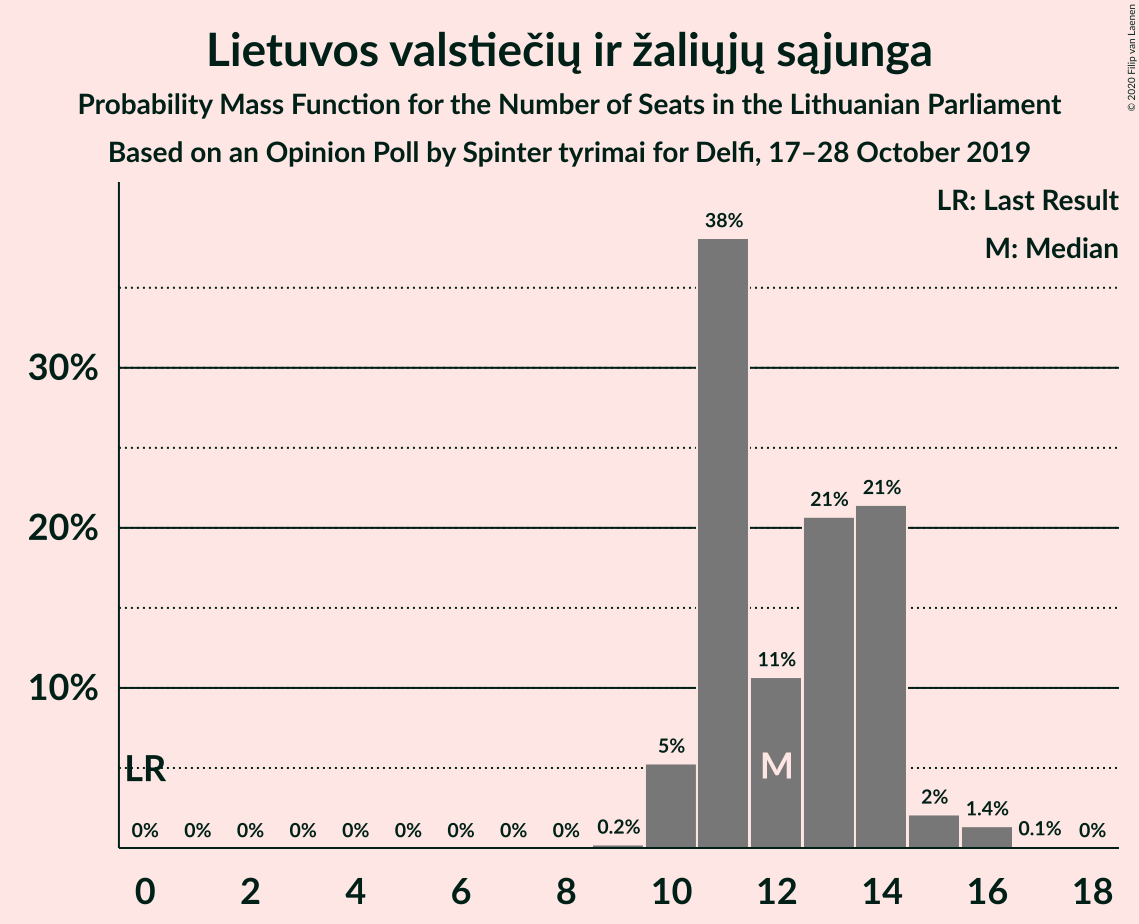 Lietuvos valstiečių ir žaliųjų sąjunga
Probability Mass Function for the Number of Seats in the Lithuanian Parliament
Based on an Opinion Poll by Spinter tyrimai for Delfi, 17–28 October 2019
© 2020 Filip van Laenen
LR: Last Result
M: Median
38%
30%
21% 21%
20%
11%
10%
5%
M
LR
0% 0% 0% 0% 0% 0% 0% 0% 0% 0.2% 2% 1.4% 0.1% 0%
0 2 4 6 8 10 12 14 16 18